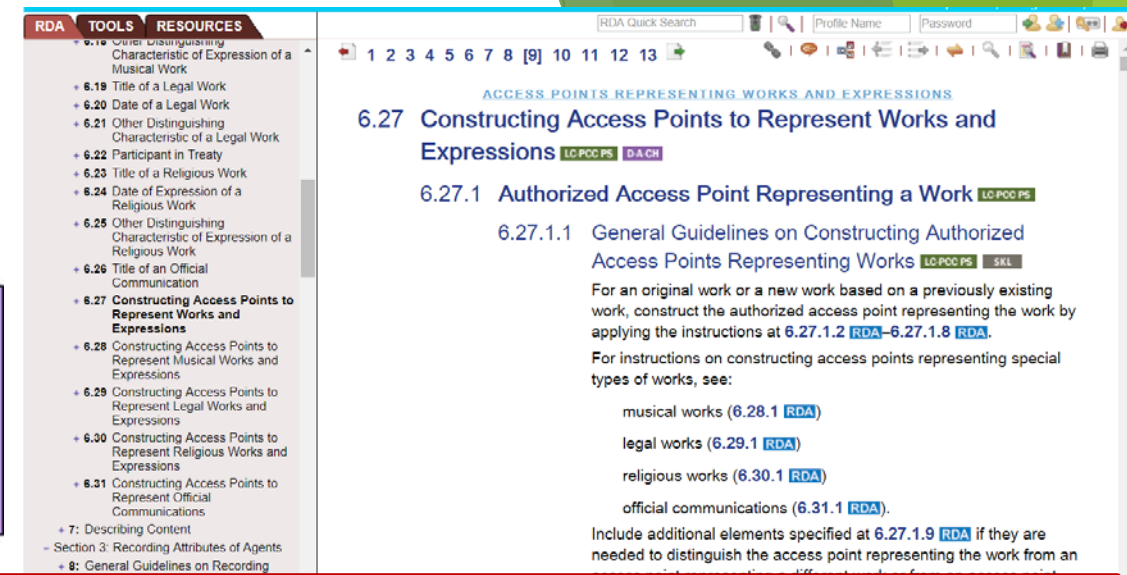 RDA TOOLS RESOURCES
RDA Quick Search Profile Name Password
6.18 Other Distinguishing
Characteristic of Expression of a
Musical Work
6.19 Title of a Legal Work
6.20 Date of a Legal Work
6.21 Other Distinguishing
Characteristic of a Legal Work
6.22 Participant in Treaty
6.23 Title of a Religious Work
6.24 Date of Expression of a
Religious Work
6.25 Other Distinguishing
Characteristic of Expression of a
Religious Work
6.26 Title of an Official
Communication
6.27 Constructing Access Points to
Represent Works and
Expressions
6.28 Constructing Access Points to
Represent Musical Works and
Expressions
6.29 Constructing Access Points to
Represent Legal Works and
Expressions
6.30 Constructing Access Points to
Represent Religious Works and
Expressions
6.31 Constructing Access Points to
Represent Official
Communications
+ 7: Describing Content
- Section 3: Recording Attributes of Agents
+ 8: General Guidelines on Recording
1 2 3 4 5 6 7 8 [9] 10 11 12 13
ACCESS POINTS REPRESENTING WORKS AND EXPRESSIONS
6.27 Constructing Access Points to Represent Works and
Expressions LC-PCC PS D-A-CH
6.27.1 Authorized Access Point Representing a Work LC-PCC PS
6.27.1.1 General Guidelines on Constructing Authorized
Access Points Representing Works LC-PCC PS SKL
For an original work or a new work based on a previously existing
work, construct the authorized access point representing the work by
applying the instructions at 6.27.1.2 RDA–6.27.1.8 RDA.
For instructions on constructing access points representing special
types of works, see:
musical works (6.28.1 RDA)
legal works (6.29.1 RDA)
religious works (6.30.1 RDA)
official communications (6.31.1 RDA).
Include additional elements specified at 6.27.1.9 RDA if they are
needed to distinguish the access point representing the work from an